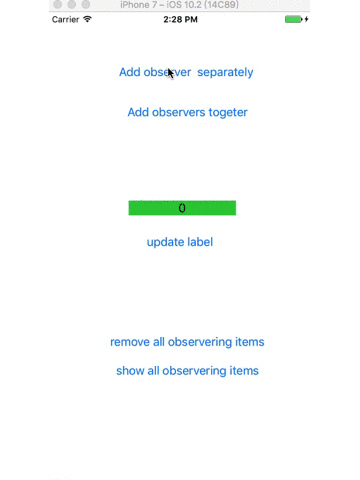 iPhone 7 – iOS 10.2 (14C89)
Carrier 2:28 PM
Add observer separately
Add observers togeter
0
update label
remove all observering items
show all observering items